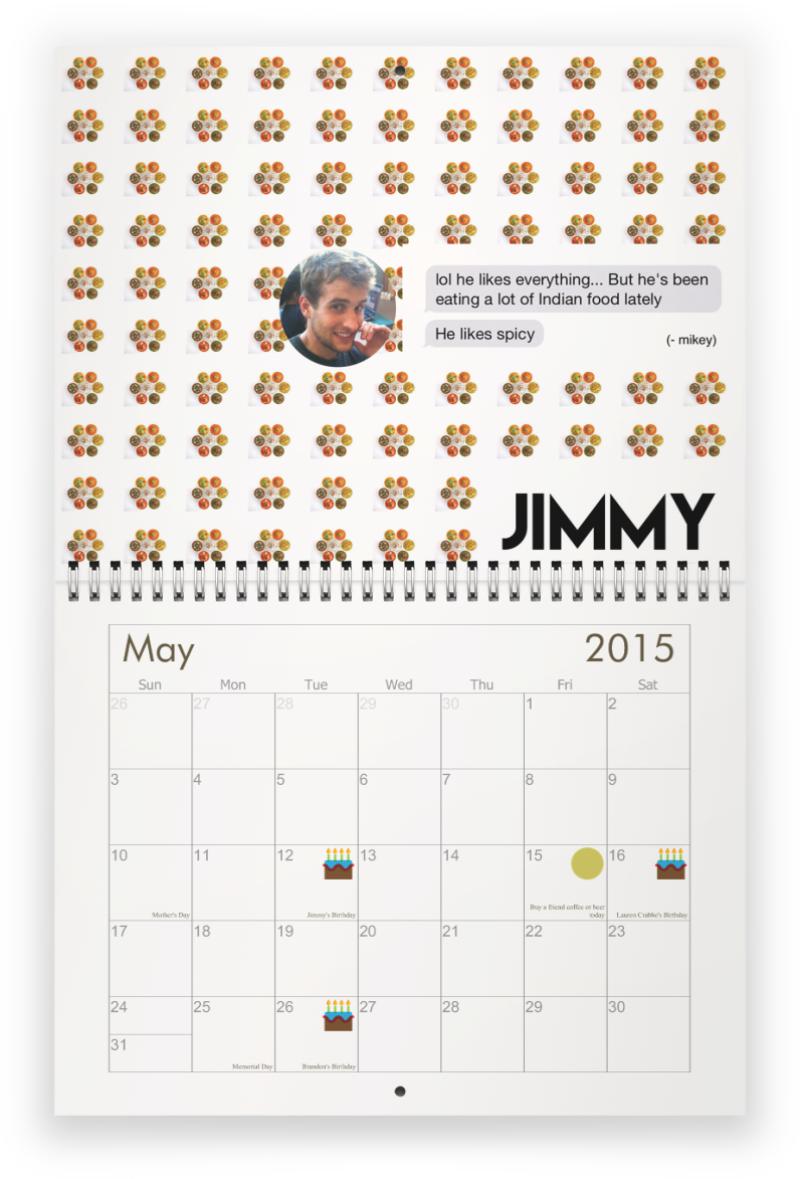 lol he likes everything... But he's been
eating a lot of Indian food lately
He likes spicy
(- mikey)
JIMMY
May 2015
Sun Mon Tue Wed Thu Fri Sat
26 27 28 29 30 1 2
3 4 5 6 7 8 9
10 11 12 13 14 15 16
Buy a friend coffee or beer
Mother's Day Jimmy's Birthday today Lauren Crabbe's Birthday
17 18 19 20 21 22 23
24 25 26 27 28 29 30
31
Memorial Day Brandon's Birthday